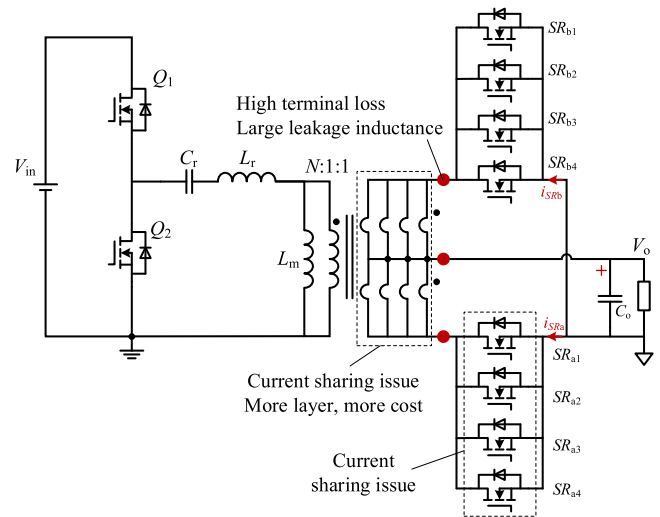 SRb1
Q1
SRb2
High terminal loss
Large leakage inductance
SRb3
Cr
Lr
N:1:1
SRb4
Vin
iSRb
Q2
Vo
Lm
+
Co
iSRa
SRa1
Current sharing issue
More layer, more cost
SRa2
SRa3
Current
sharing issue
SRa4